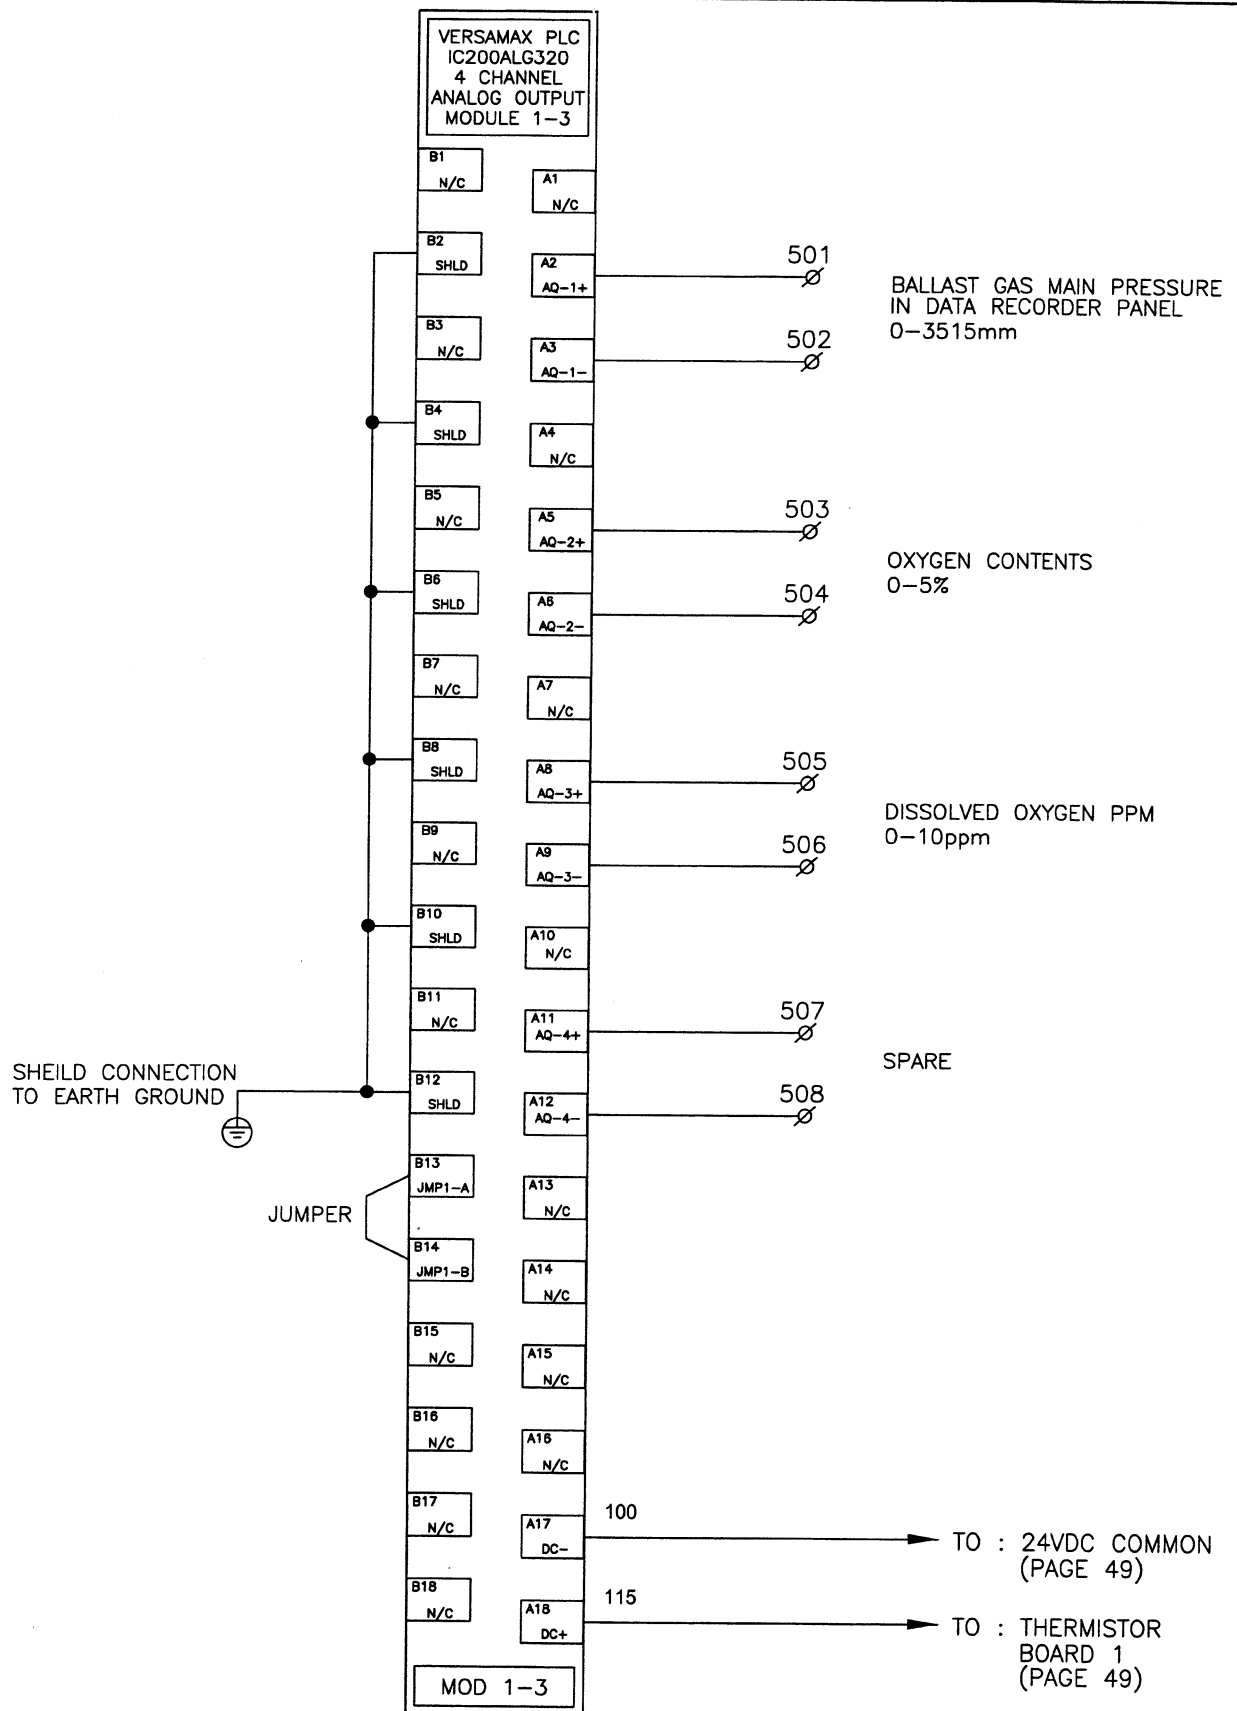 VERSAMAX PLC
IC200ALG320
4 CHANNEL
ANALOG OUTPUT
MODULE 1-3
B1
N/C
A1
N/C
B2
SHLD
A2
AQ-1+
501
BALLAST GAS MAIN PRESSURE
IN DATA RECORDER PANEL
0-3515mm
B3
N/C
A3
AQ-1-
502
B4
SHLD
A4
N/C
B5
N/C
A5
AQ-2+
503
OXYGEN CONTENTS
0-5%
B6
SHLD
A6
AQ-2-
504
B7
N/C
A7
N/C
B8
SHLD
A8
AQ-3+
505
DISSOLVED OXYGEN PPM
0-10ppm
B9
N/C
A9
AQ-3-
506
B10
SHLD
A10
N/C
B11
N/C
A11
AQ-4+
507
SPARE
SHEILD CONNECTION
TO EARTH GROUND
B12
SHLD
A12
AQ-4-
508
B13
JMP1-A
A13
N/C
JUMPER
B14
JMP1-B
A14
N/C
B15
N/C
A15
N/C
B16
N/C
A16
N/C
B17
N/C
A17
DC-
100
TO : 24VDC COMMON
(PAGE 49)
B18
N/C
A18
DC+
115
TO : THERMISTOR
BOARD 1
(PAGE 49)
MOD 1-3